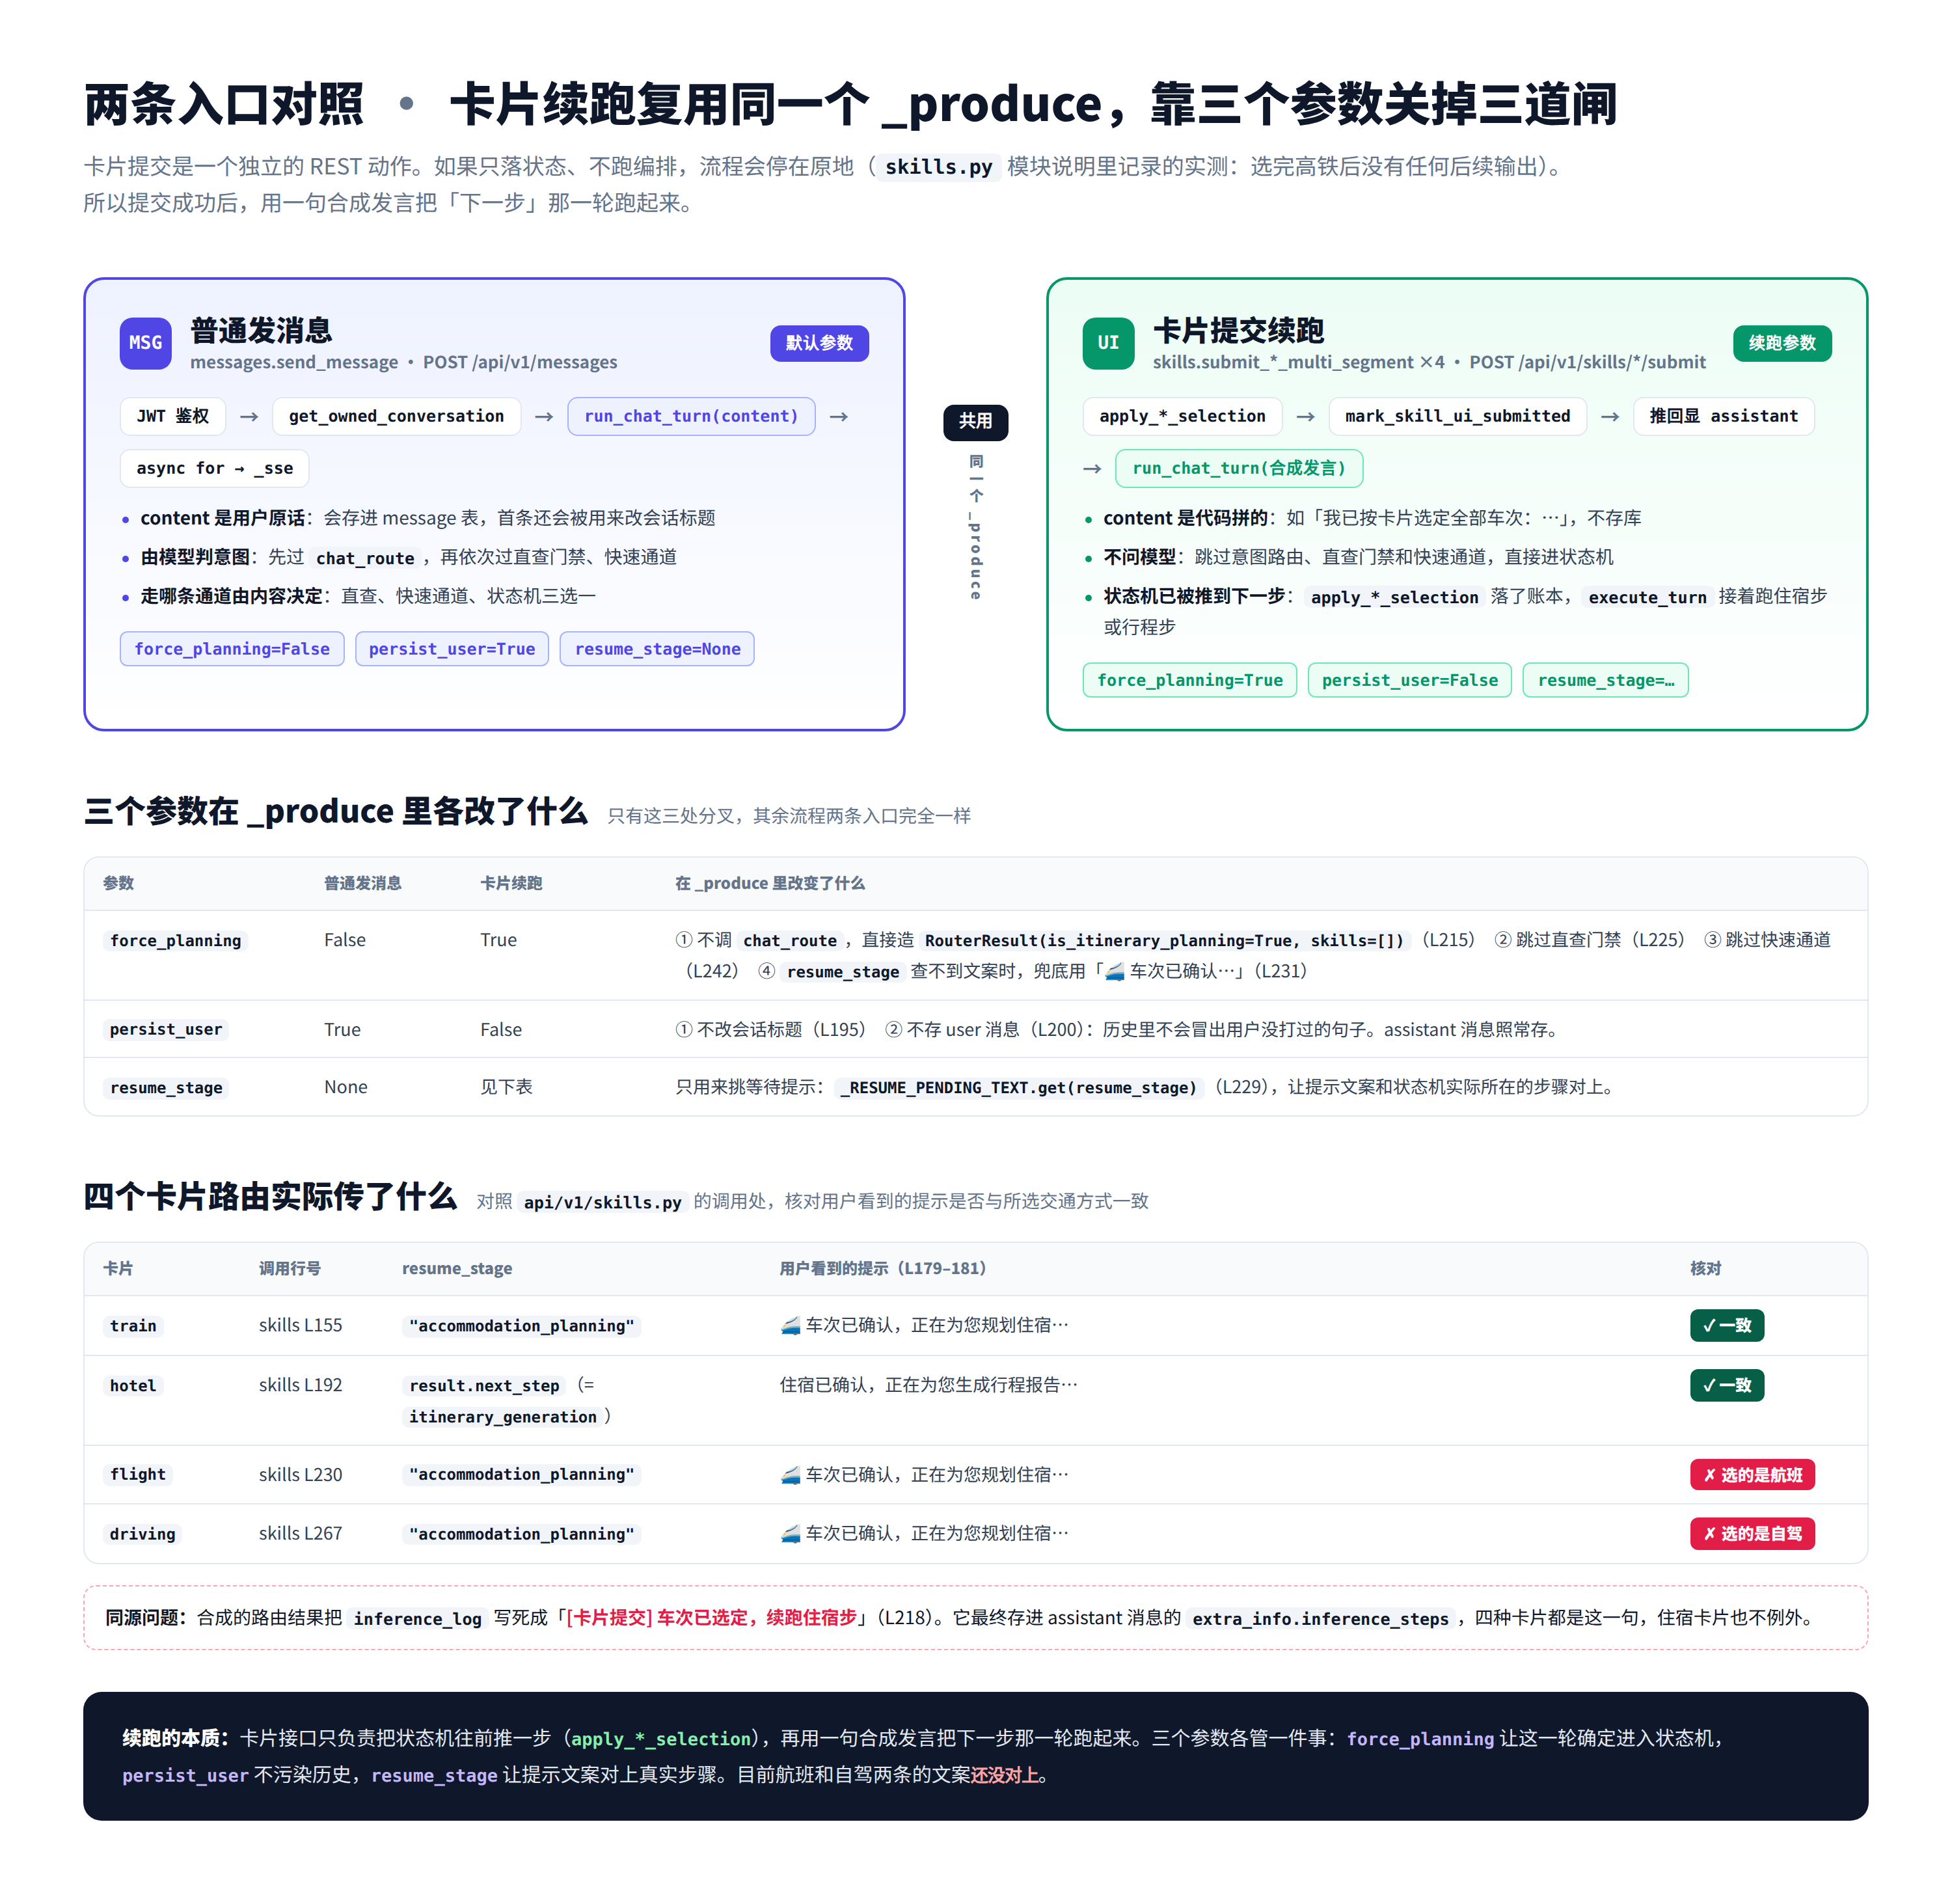 两条入口对照 • 卡片续跑复用同一个 _produce，靠三个参数关掉三道闸
卡片提交是一个独立的 REST 动作。如果只落状态、不跑编排，流程会停在原地（skills.py 模块说明里记录的实测：选完高铁后没有任何后续输出）。
所以提交成功后，用一句合成发言把「下一步」那一轮跑起来。
MSG
普通发消息
messages.send_message • POST /api/v1/messages
默认参数
JWT 鉴权 → get_owned_conversation → run_chat_turn(content) →
async for → _sse
• content 是用户原话：会存进 message 表，首条还会被用来改会话标题
• 由模型判意图：先过 chat_route，再依次过直查门禁、快速通道
• 走哪条通道由内容决定：直查、快速通道、状态机三选一
force_planning=False persist_user=True resume_stage=None
共用
同一个 _produce
UI
卡片提交续跑
skills.submit_*_multi_segment ×4 • POST /api/v1/skills/*/submit
续跑参数
apply_*_selection → mark_skill_ui_submitted → 推回显 assistant
→ run_chat_turn(合成发言)
• content 是代码拼的：如「我已按卡片选定全部车次：…」，不存库
• 不问模型：跳过意图路由、直查门禁和快速通道，直接进状态机
• 状态机已被推到下一步：apply_*_selection 落了账本，execute_turn 接着跑住宿步
或行程步
force_planning=True persist_user=False resume_stage=…
三个参数在 _produce 里各改了什么 只有这三处分叉，其余流程两条入口完全一样
参数 普通发消息 卡片续跑 在 _produce 里改变了什么
force_planning False True ① 不调 chat_route，直接造 RouterResult(is_itinerary_planning=True, skills=[])（L215） ② 跳过直查门禁（L225） ③ 跳过快速通道
（L242） ④ resume_stage 查不到文案时，兜底用「🚄 车次已确认…」（L231）
persist_user True False ① 不改会话标题（L195） ② 不存 user 消息（L200）：历史里不会冒出用户没打过的句子。assistant 消息照常存。
resume_stage None 见下表 只用来挑等待提示：_RESUME_PENDING_TEXT.get(resume_stage)（L229），让提示文案和状态机实际所在的步骤对上。
四个卡片路由实际传了什么 对照 api/v1/skills.py 的调用处，核对用户看到的提示是否与所选交通方式一致
卡片 调用行号 resume_stage 用户看到的提示（L179–181） 核对
train skills L155 "accommodation_planning" 🚄 车次已确认，正在为您规划住宿… ✓ 一致
hotel skills L192 result.next_step（= 住宿已确认，正在为您生成行程报告… ✓ 一致
itinerary_generation）
flight skills L230 "accommodation_planning" 🚄 车次已确认，正在为您规划住宿… ✗ 选的是航班
driving skills L267 "accommodation_planning" 🚄 车次已确认，正在为您规划住宿… ✗ 选的是自驾
同源问题：合成的路由结果把 inference_log 写死成「[卡片提交] 车次已选定，续跑住宿步」（L218）。它最终存进 assistant 消息的 extra_info.inference_steps，四种卡片都是这一句，住宿卡片也不例外。
续跑的本质：卡片接口只负责把状态机往前推一步（apply_*_selection），再用一句合成发言把下一步那一轮跑起来。三个参数各管一件事：force_planning 让这一轮确定进入状态机，
persist_user 不污染历史，resume_stage 让提示文案对上真实步骤。目前航班和自驾两条的文案还没对上。